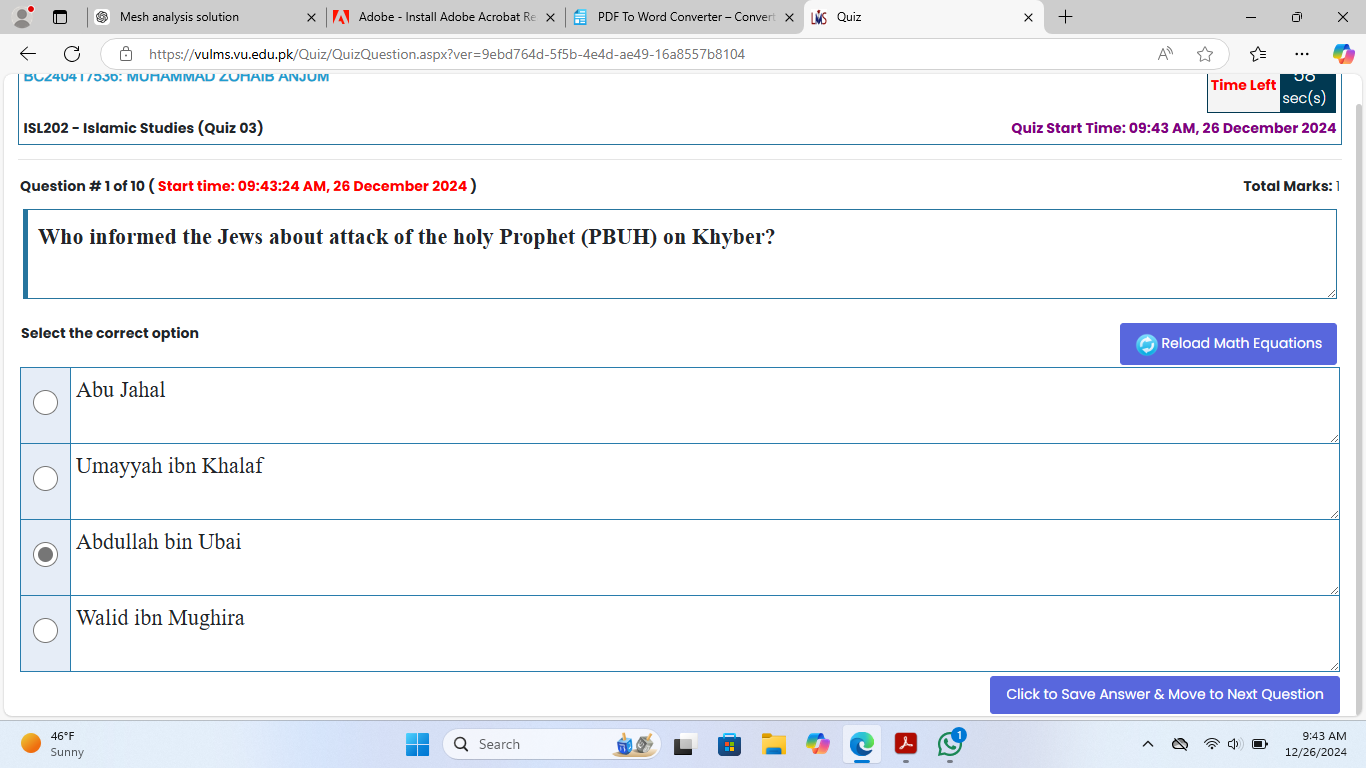 Mesh analysis solution
Adobe - Install Adobe Acrobat Re
PDF To Word Converter – Convert
LMS Quiz
https://vulms.vu.edu.pk/Quiz/QuizQuestion.aspx?ver=9ebd764d-5f5b-4e4d-ae49-16a8557b8104
BC240417536: MUHAMMAD ZOHAIB ANJUM
Time Left 58 sec(s)
ISL202 - Islamic Studies (Quiz 03)
Quiz Start Time: 09:43 AM, 26 December 2024
Question # 1 of 10 ( Start time: 09:43:24 AM, 26 December 2024 )
Total Marks: 1
Who informed the Jews about attack of the holy Prophet (PBUH) on Khyber?
Select the correct option
Reload Math Equations
Abu Jahal
Umayyah ibn Khalaf
Abdullah bin Ubai
Walid ibn Mughira
Click to Save Answer & Move to Next Question
46°F
Sunny
Search
1
9:43 AM
12/26/2024